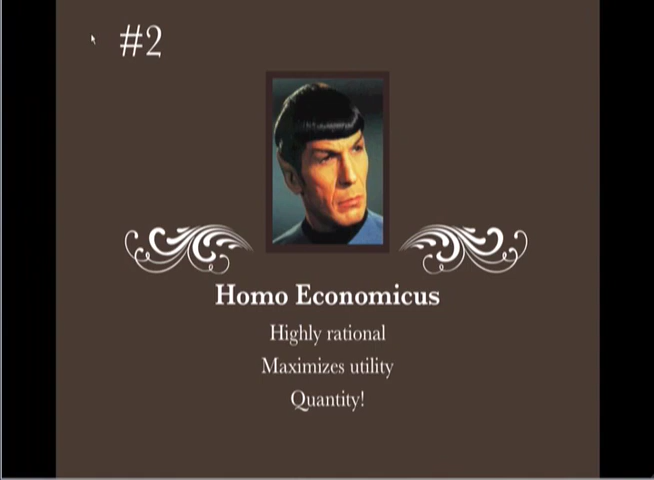 #2
Homo Economicus
Highly rational
Maximizes utility
Quantity!